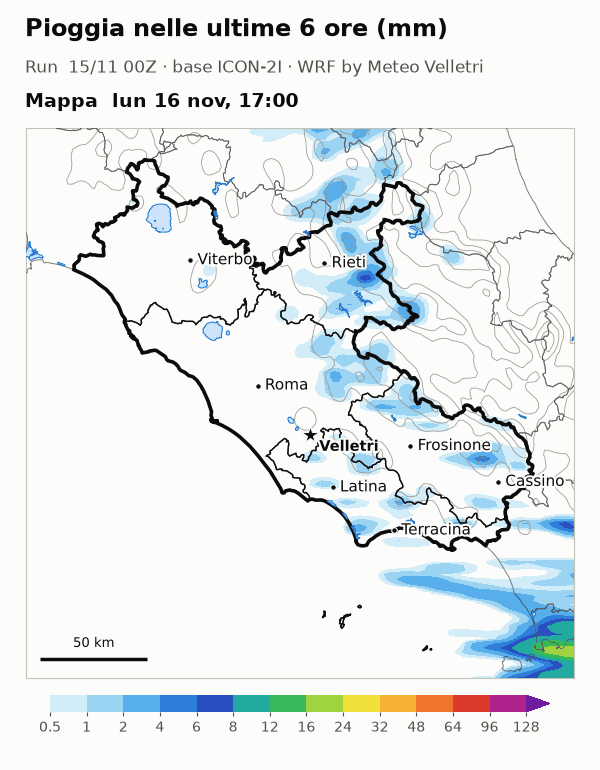 Pioggia nelle ultime 6 ore (mm)
Run  15/11 00Z · base ICON-2I · WRF by Meteo Velletri
Mappa  lun 16 nov, 17:00
Viterbo
Rieti
Roma
Velletri
Frosinone
Cassino
Latina
Terracina
50 km
0.5 1 2 4 6 8 12 16 24 32 48 64 96 128